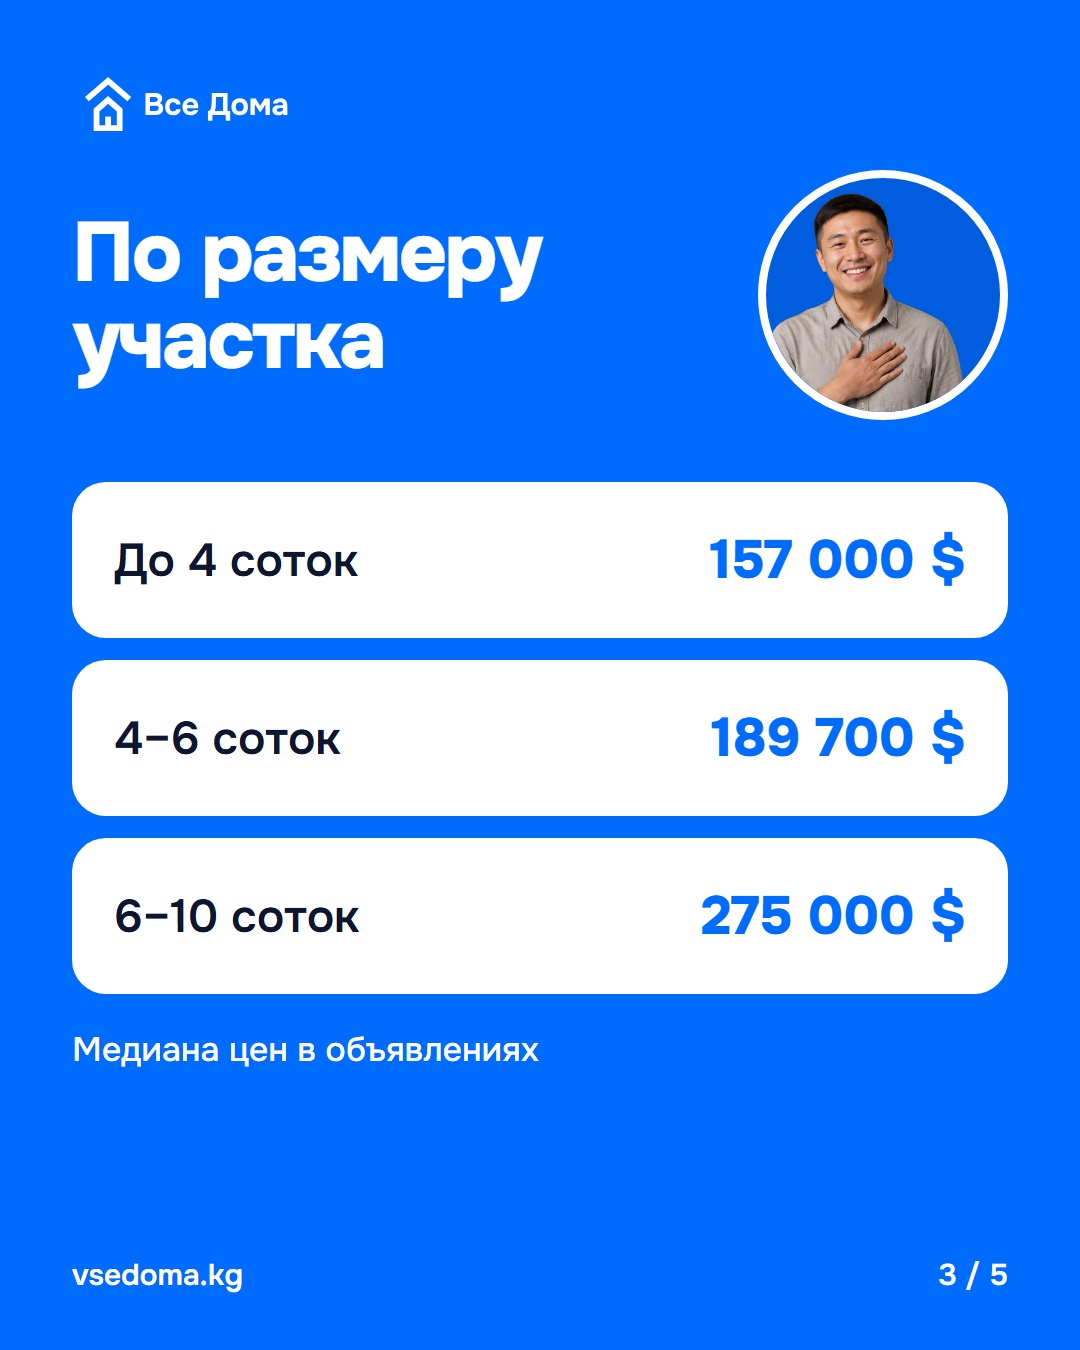 Все Дома
По размеру
участка
До 4 соток 157 000 $
4–6 соток 189 700 $
6–10 соток 275 000 $
Медиана цен в объявлениях
vsedoma.kg 3 / 5